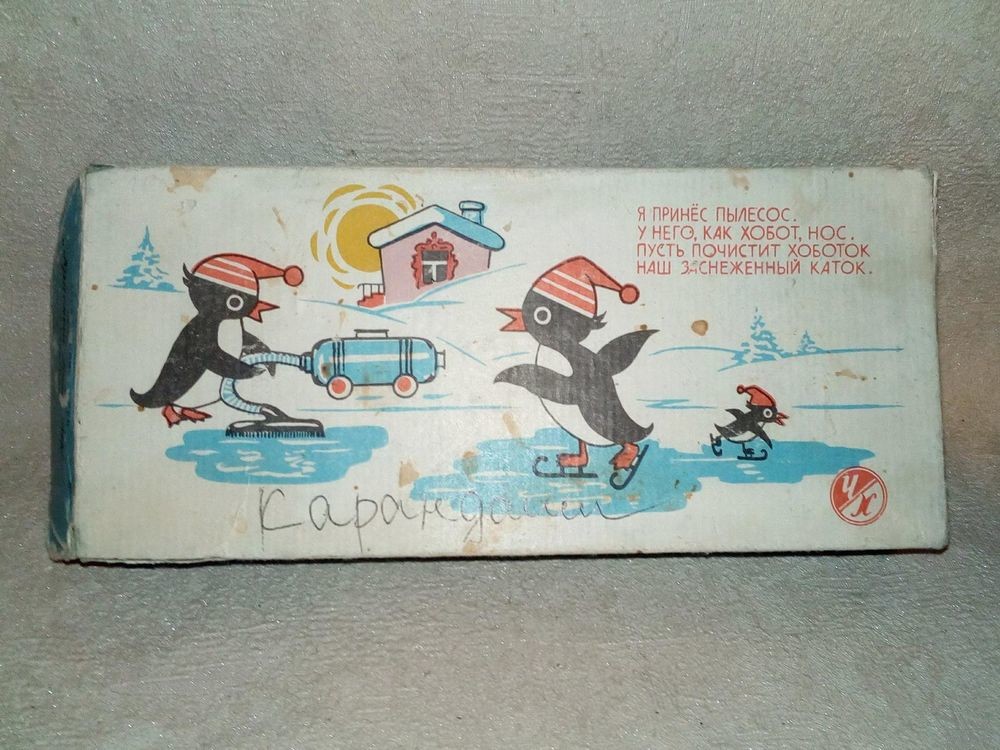 Я ПРИНЁС ПЫЛЕСОС.
У НЕГО, КАК ХОБОТ, НОС.
ПУСТЬ ПОЧИСТИТ ХОБОТОК
НАШ ЗАСНЕЖЕННЫЙ КАТОК.
Ч/Х
Карандаши